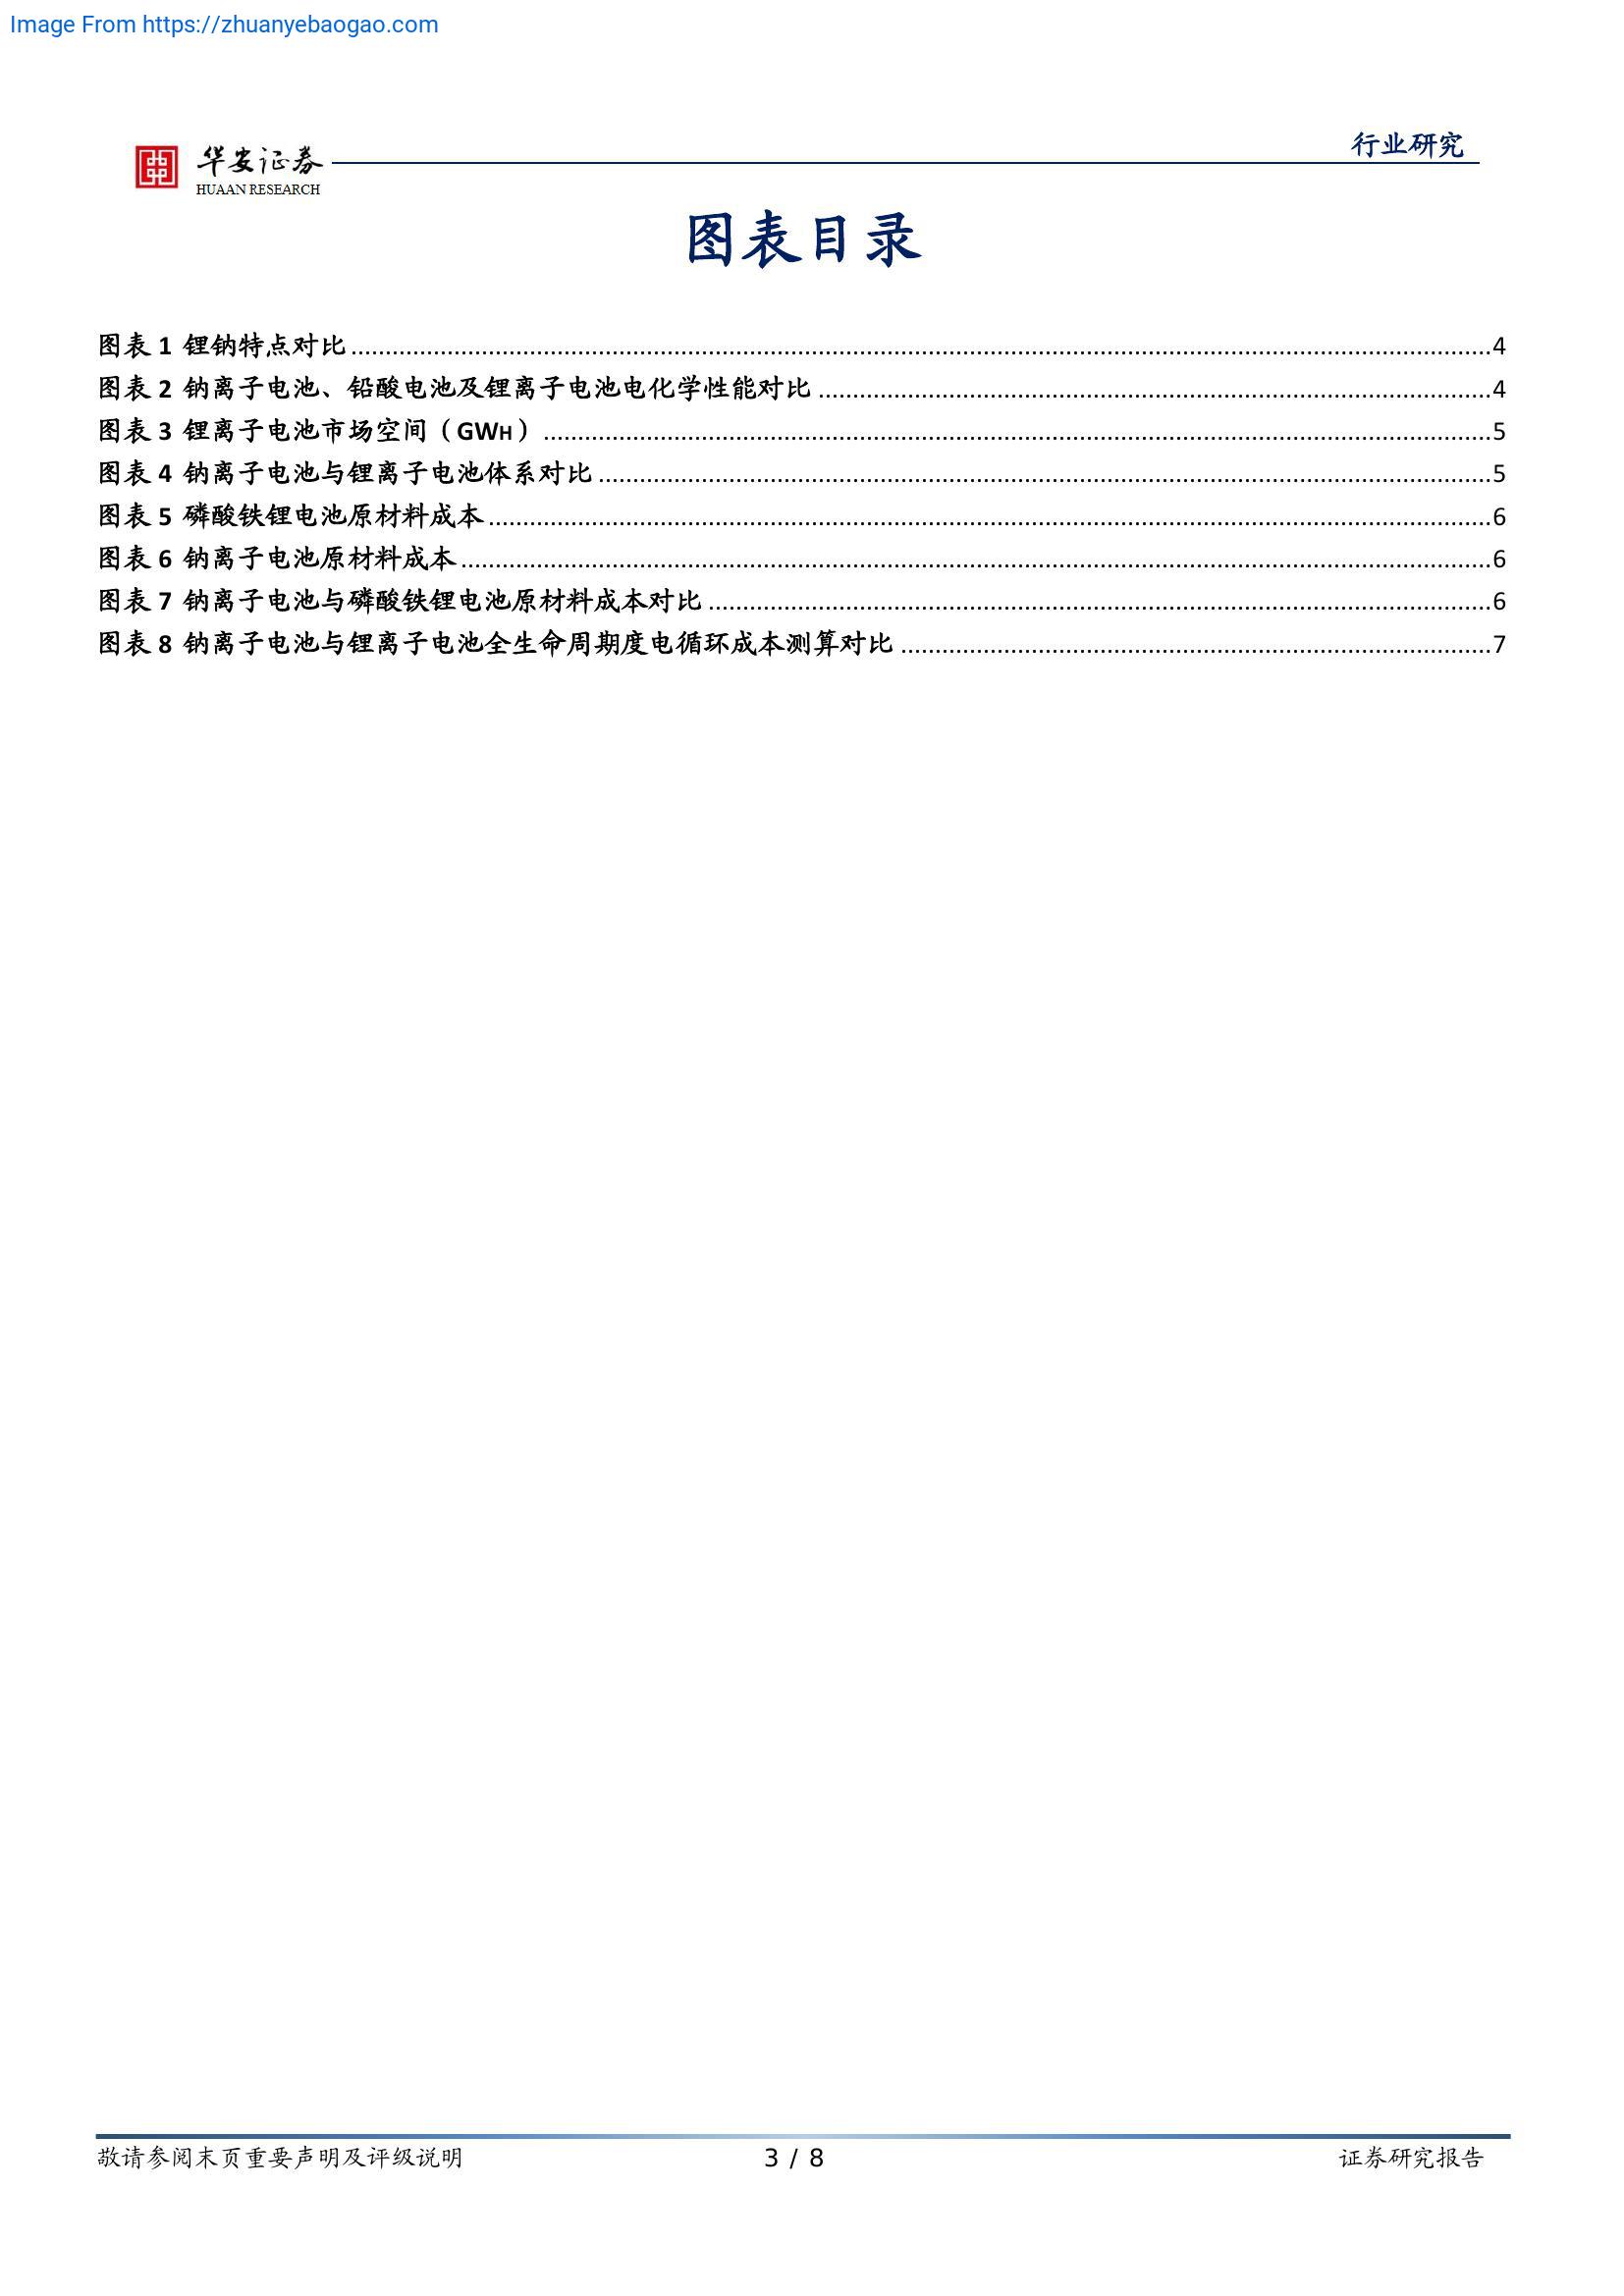 Image From https://zhuanyebaogao.com
行业研究
华安证券
HUAAN RESEARCH
图表目录
图表 1 锂钠特点对比 4
图表 2 钠离子电池、铅酸电池及锂离子电池电化学性能对比 4
图表 3 锂离子电池市场空间（GWH） 5
图表 4 钠离子电池与锂离子电池体系对比 5
图表 5 磷酸铁锂电池原材料成本 6
图表 6 钠离子电池原材料成本 6
图表 7 钠离子电池与磷酸铁锂电池原材料成本对比 6
图表 8 钠离子电池与锂离子电池全生命周期度电循环成本测算对比 7
敬请参阅末页重要声明及评级说明 3 / 8 证券研究报告